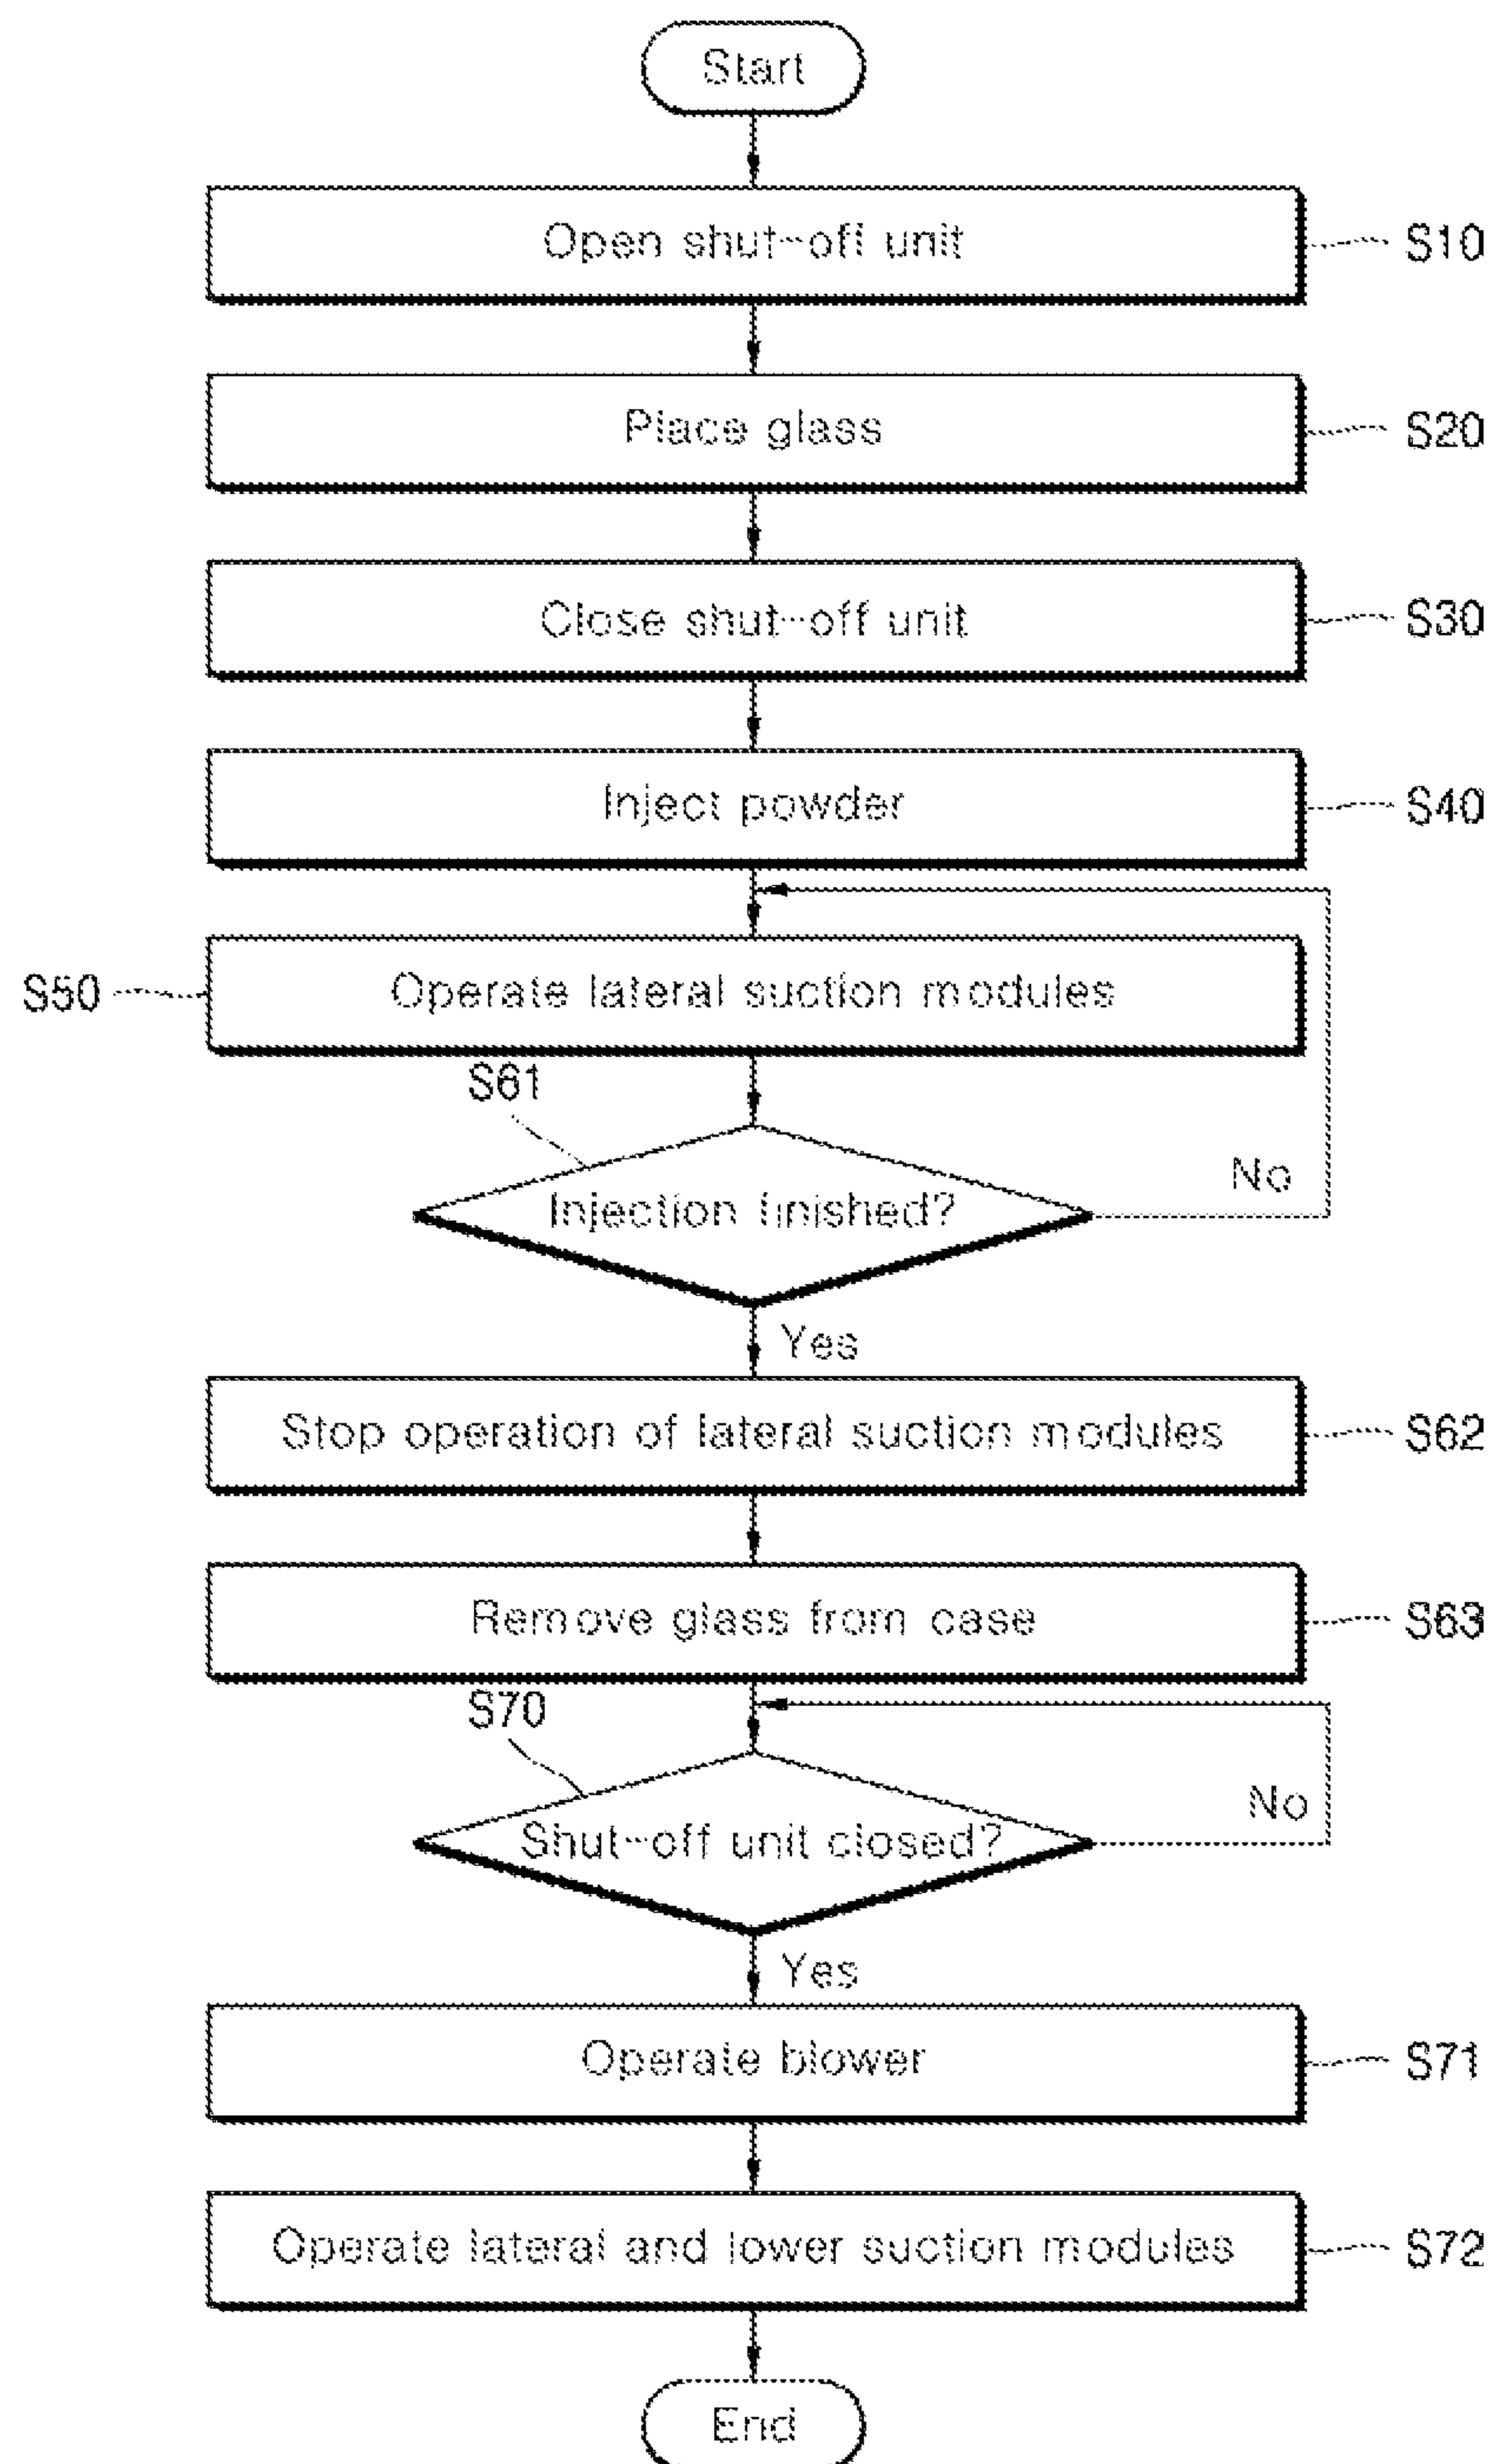 Start
Open shut-off unit
S10
Place glass
S20
Close shut-off unit
S30
Inject powder
S40
S50
Operate lateral suction modules
S61
Injection finished?
No
Yes
Stop operation of lateral suction modules
S62
Remove glass from case
S63
S70
Shut-off unit closed?
No
Yes
Operate blower
S71
Operate lateral and lower suction modules
S72
End